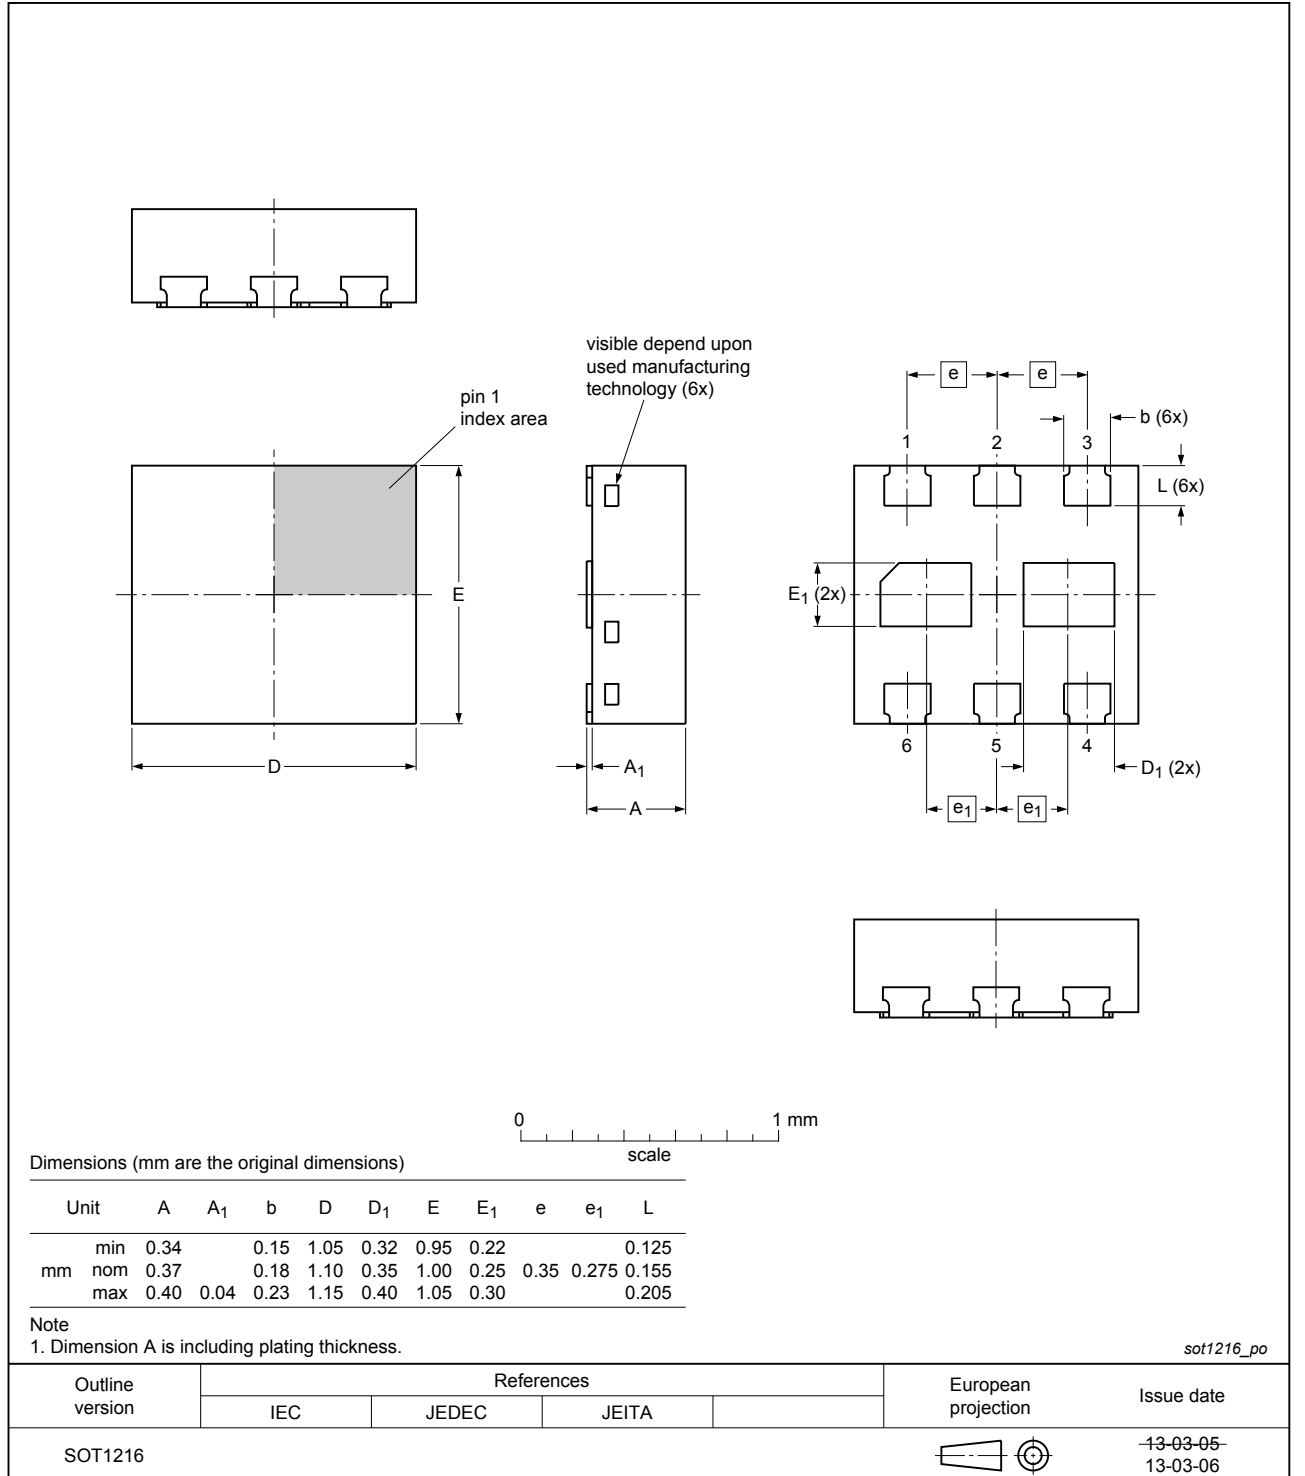 visible depend upon
used manufacturing
technology (6x)
pin 1
index area
e e
b (6x)
1 2 3
L (6x)
E
E1 (2x)
6 5 4
D
A1
D1 (2x)
A
e1 e1
0 1 mm
scale
Dimensions (mm are the original dimensions)
Unit A A1 b D D1 E E1 e e1 L
min 0.34 0.15 1.05 0.32 0.95 0.22 0.125
mm nom 0.37 0.18 1.10 0.35 1.00 0.25 0.35 0.275 0.155
max 0.40 0.04 0.23 1.15 0.40 1.05 0.30 0.205
Note
1. Dimension A is including plating thickness.
sot1216_po
Outline
version
References
IEC JEDEC JEITA
European
projection
Issue date
SOT1216
13-03-05
13-03-06